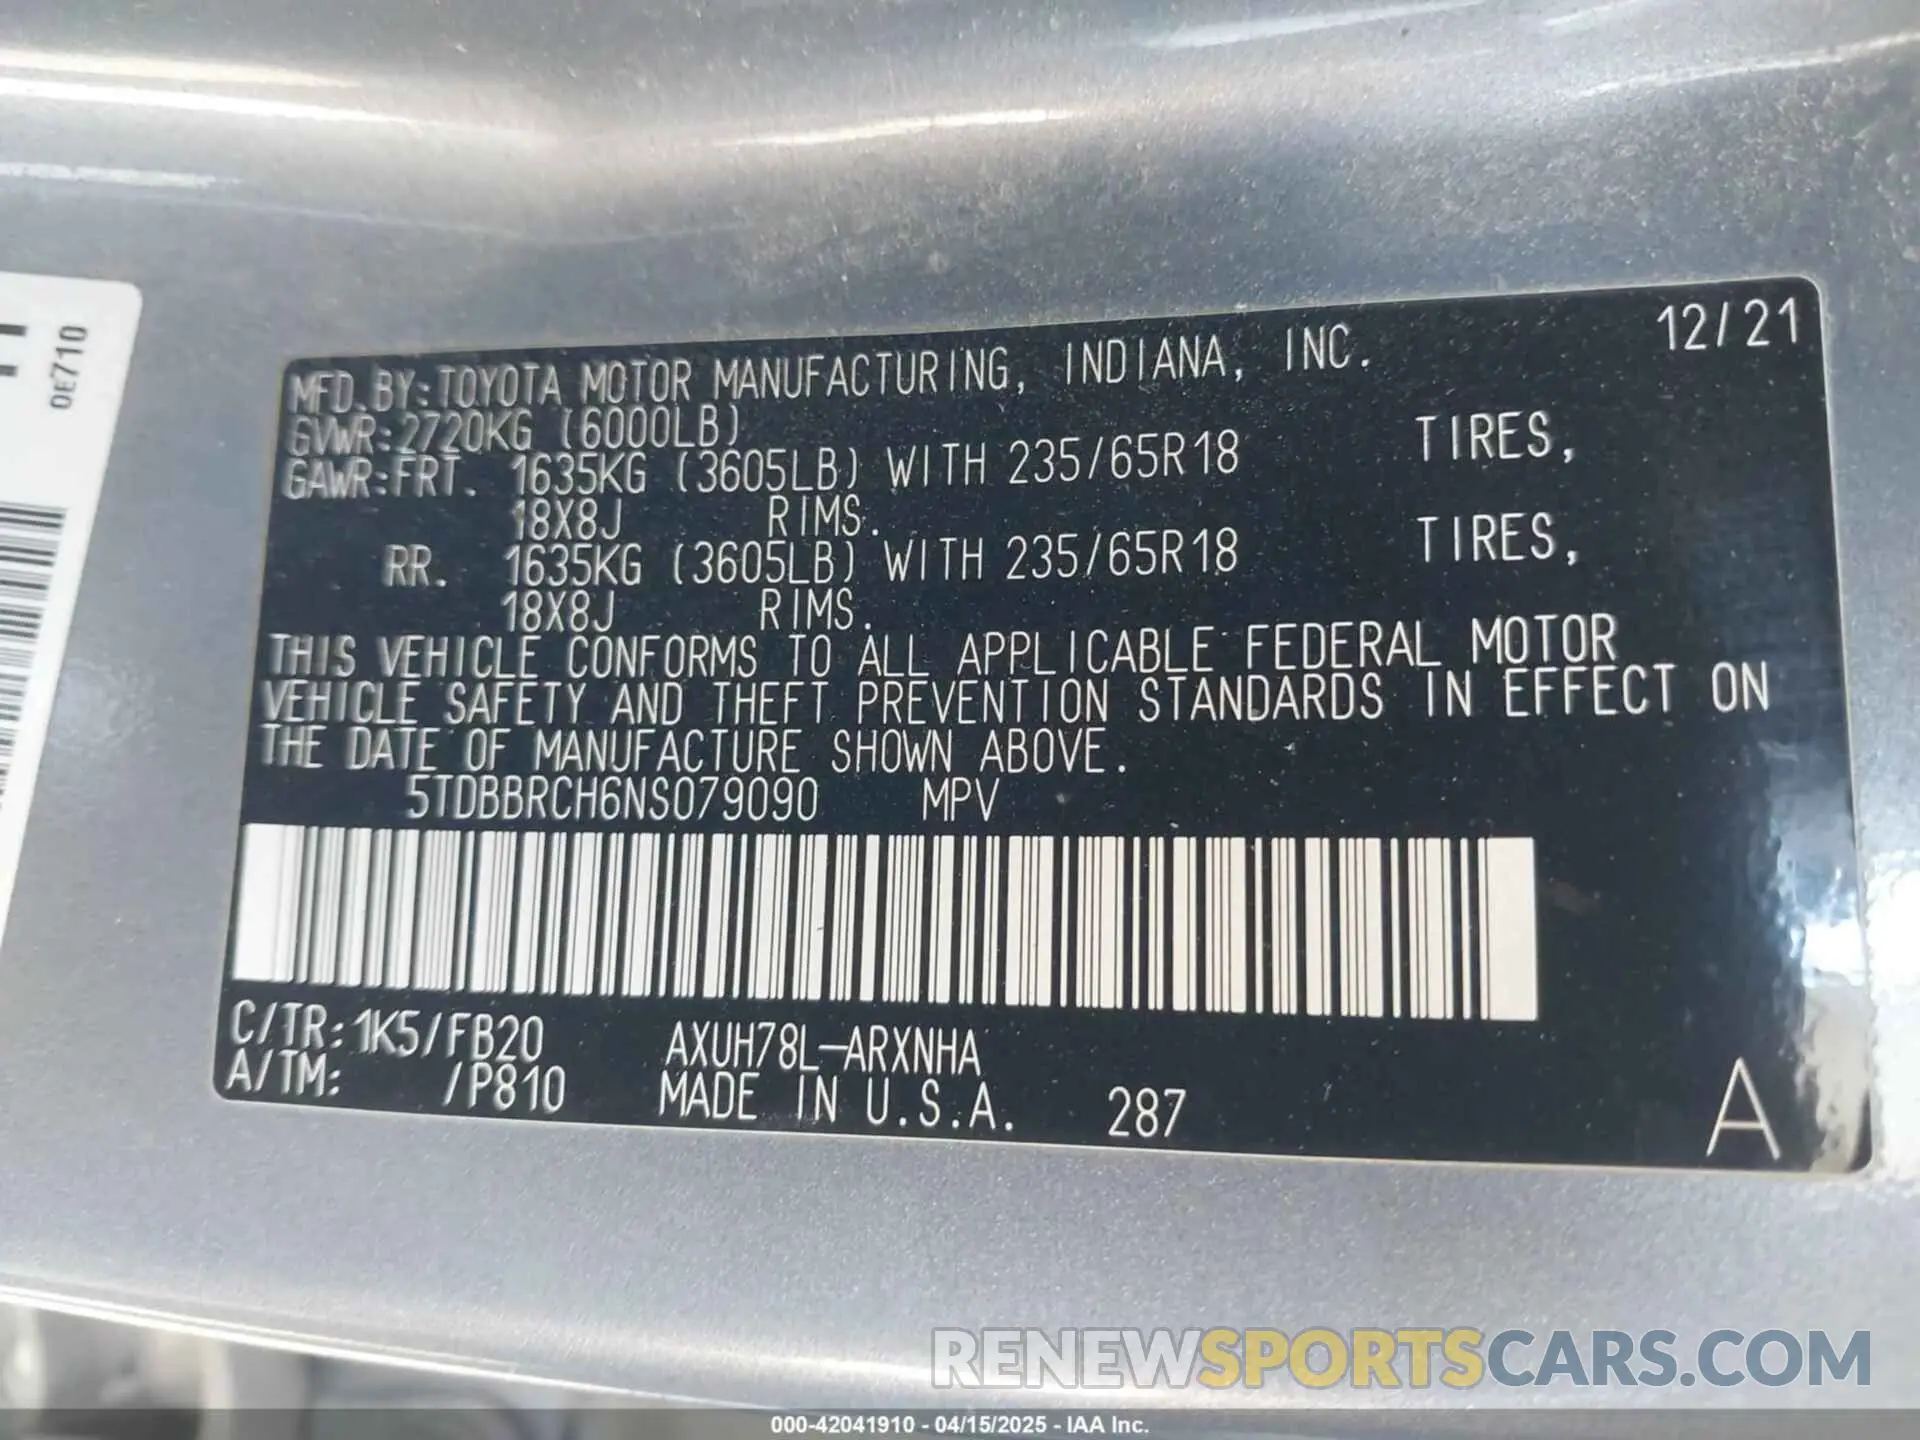 0E710
12/21
MFD.BY:TOYOTA MOTOR MANUFACTURING, INDIANA, INC.
GVWR:2720KG (6000LB)
GAWR:FRT. 1635KG (3605LB) WITH 235/65R18 TIRES,
18X8J RIMS.
RR. 1635KG (3605LB) WITH 235/65R18 TIRES,
18X8J RIMS.
THIS VEHICLE CONFORMS TO ALL APPLICABLE FEDERAL MOTOR
VEHICLE SAFETY AND THEFT PREVENTION STANDARDS IN EFFECT ON
THE DATE OF MANUFACTURE SHOWN ABOVE.
5TDBBRCH6NS079090 MPV
C/TR:1K5/FB20 AXUH78L-ARXNHA
A/TM: /P810 MADE IN U.S.A. 287 A
RENEWSPORTSCARS.COM
000-42041910 - 04/15/2025 - IAA Inc.